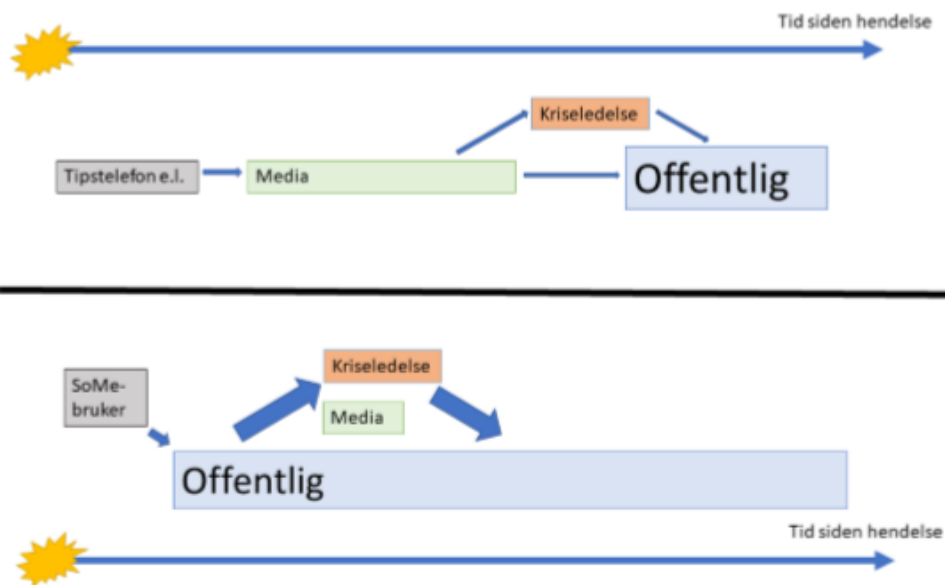 Tid siden hendelse
Kriseledelse
Tipstelefon e.l.
Media
Offentlig
SoMe-
bruker
Kriseledelse
Media
Offentlig
Tid siden hendelse